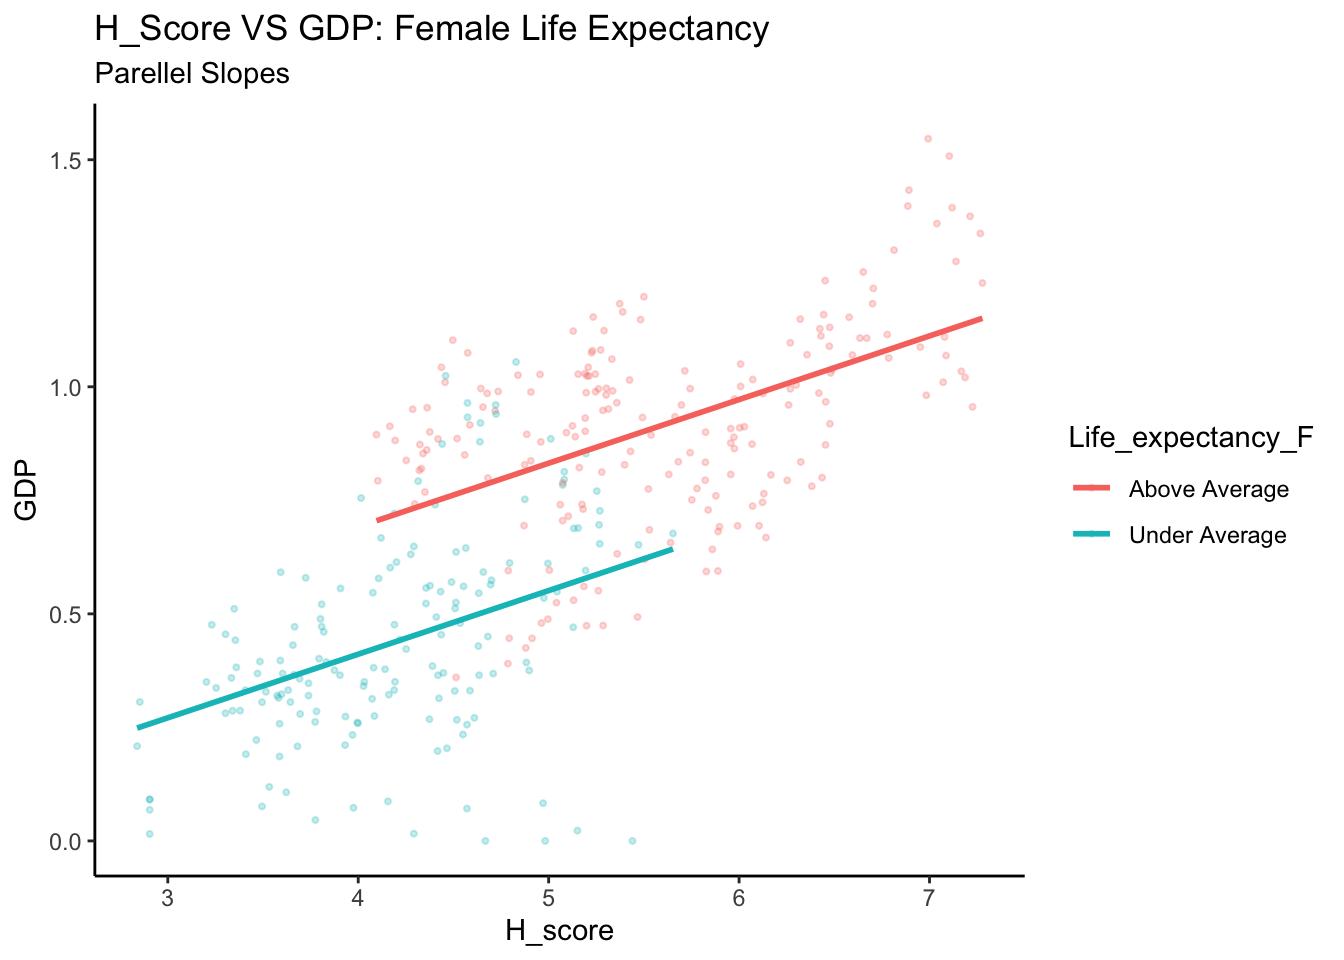 H_Score VS GDP: Female Life Expectancy
Parellel Slopes
1.5
1.0
0.5
0.0
GDP
3 4 5 6 7
H_score
Life_expectancy_F
Above Average
Under Average